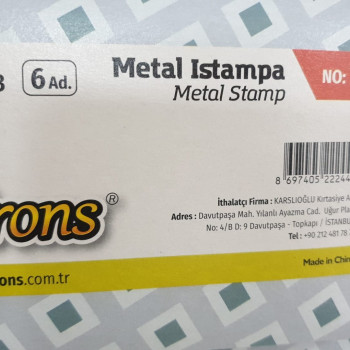 6 Ad.
Metal Istampa
Metal Stamp
NO:
rons®
8 697405 22244
İthalatçı Firma : KARSLIOĞLU Kırtasiye A
Adres : Davutpaşa Mah. Yılanlı Ayazma Cad. Uğur Pla
No: 4/B D: 9 Davutpaşa - Topkapı / İSTANBUL
Tel : +90 212 481 78
rons.com.tr
Made in Chin